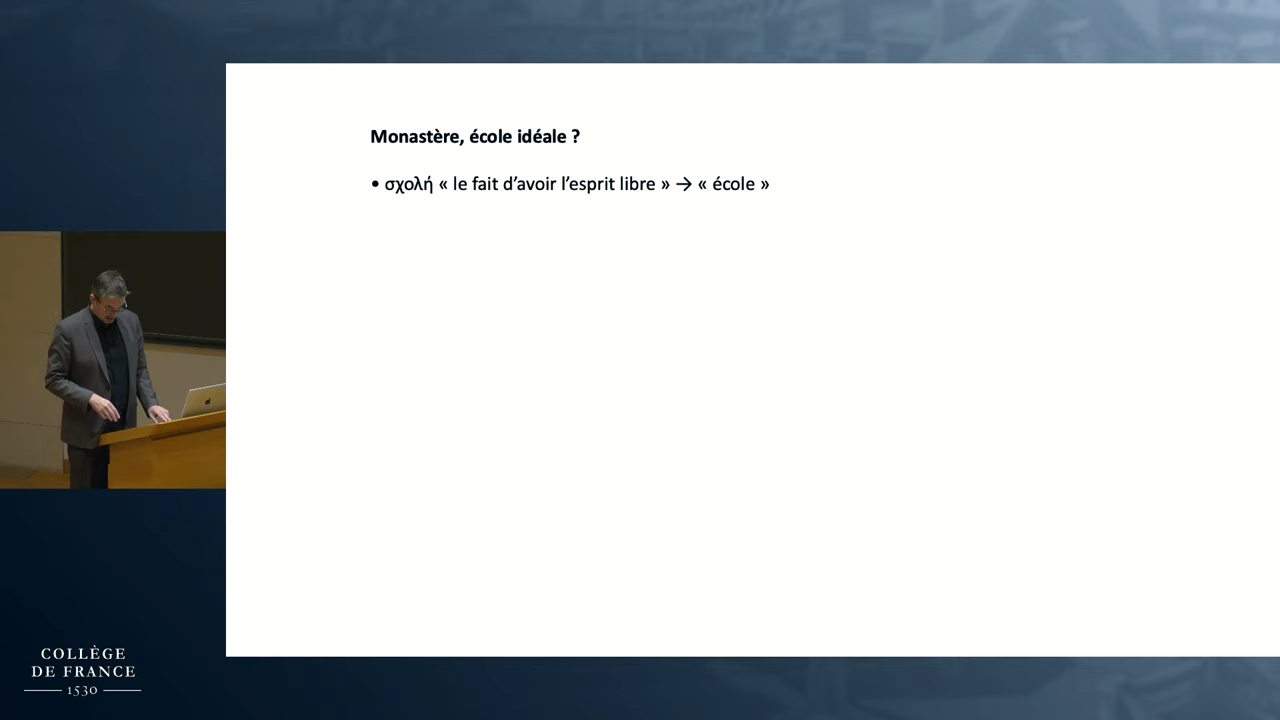 Monastère, école idéale ?
• σχολή « le fait d’avoir l’esprit libre » → « école »
COLLÈGE
DE FRANCE
1530